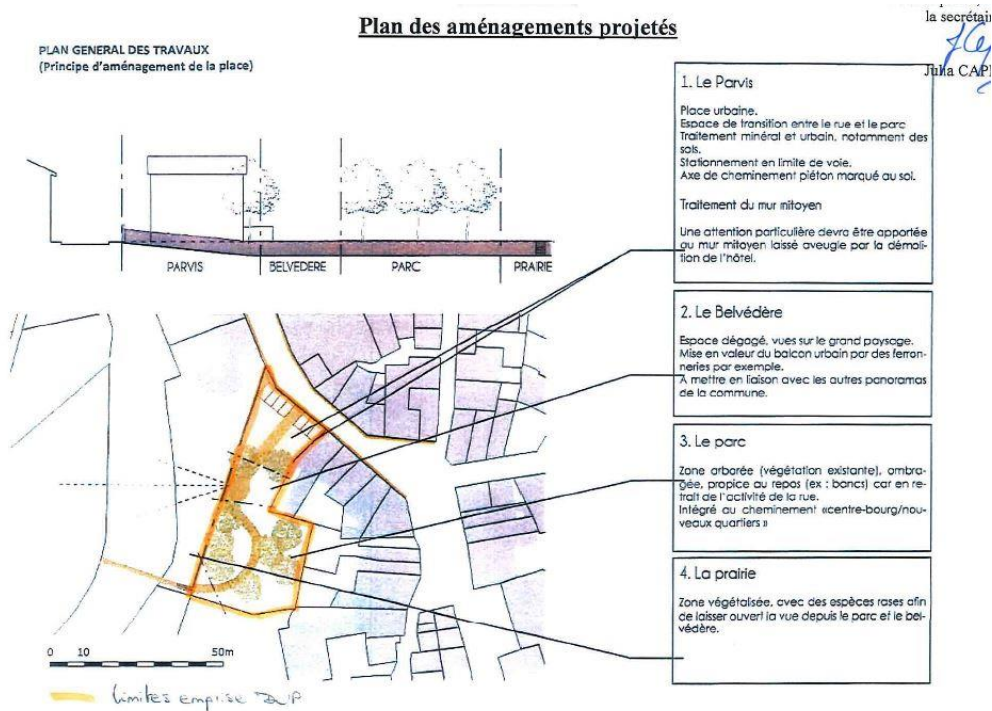 Plan des aménagements projetés
la secrétair
Julia CAPE
PLAN GENERAL DES TRAVAUX
(Principe d'aménagement de la place)
PARVIS
BELVEDERE
PARC
PRAIRIE
1. Le Parvis
Place urbaine.
Espace de transition entre le rue et le parc
Traitement minéral et urbain, notamment des
sols.
Stationnement en limite de voie.
Axe de cheminement piéton marqué au sol.
Traitement du mur mitoyen
Une attention particulière devra être apportée
au mur mitoyen laissé aveugle par la démoli-
tion de l'hôtel.
2. Le Belvédère
Espace dégagé, vues sur le grand paysage.
Mise en valeur du balcon urbain par des ferron-
neries par exemple.
A mettre en liaison avec les autres panoramas
de la commune.
3. Le parc
Zone arborée (végétation existante), ombra-
gée, propice au repos (ex : bancs) car en re-
trait de l'activité de la rue.
Intégré au cheminement «centre-bourg/nou-
veaux quartiers»
4. La prairie
Zone végétalisée, avec des espèces rases afin
de laisser ouvert la vue depuis le parc et le bel-
védère.
0 10 50m
limites emprise DUP